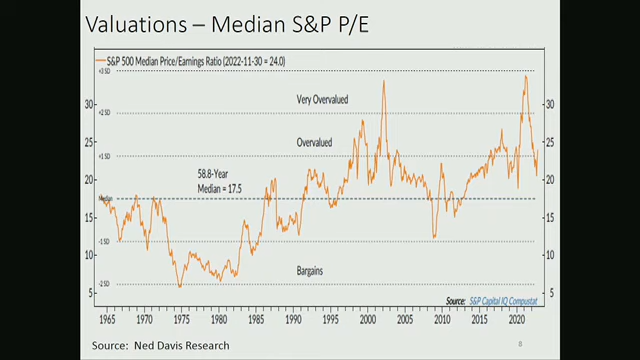 Valuations – Median S&P P/E
S&P 500 Median Price/Earnings Ratio (2022-11-30 = 24.0)
+3 SD
30 30
+2 SD
Very Overvalued
25 25
Overvalued
+1 SD
20 20
58.8-Year
Median = 17.5
Median
10 10
-1 SD
Bargains
-2 SD
5 5
Source: S&P Capital IQ Compustat
1965 1970 1975 1980 1985 1990 1995 2000 2005 2010 2015 2020
Source: Ned Davis Research
8